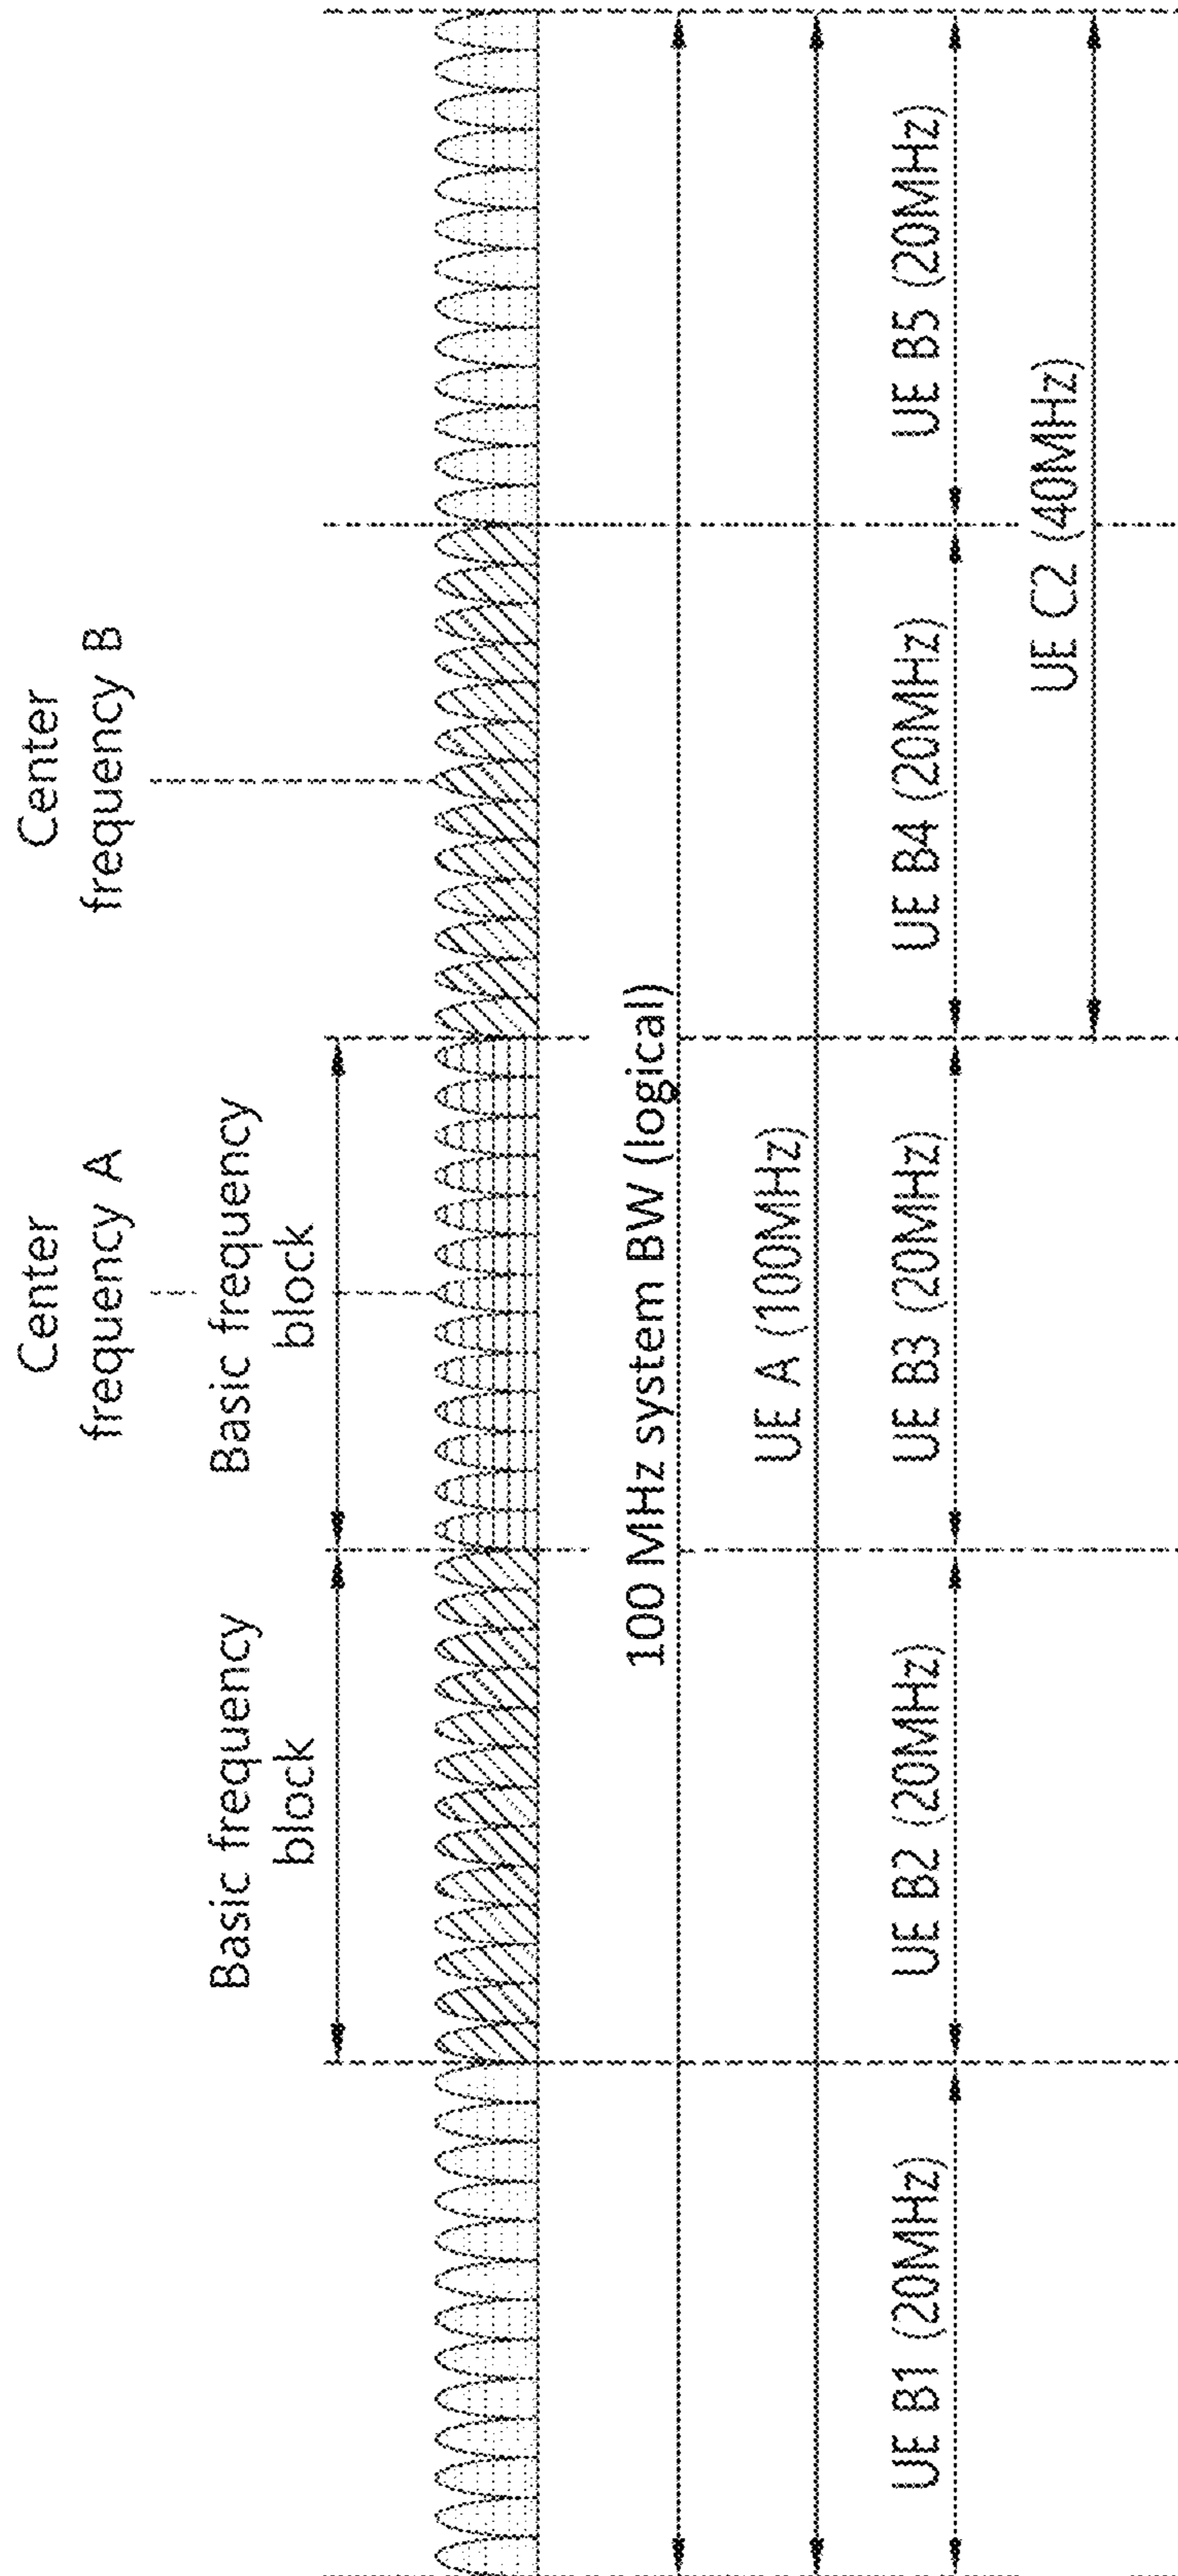 Center
frequency A
Center
frequency B
Basic frequency
block
Basic frequency
block
100 MHz system BW (logical)
UE A (100MHz)
UE B1 (20MHz)
UE B2 (20MHz)
UE B3 (20MHz)
UE B4 (20MHz)
UE B5 (20MHz)
UE C2 (40MHz)